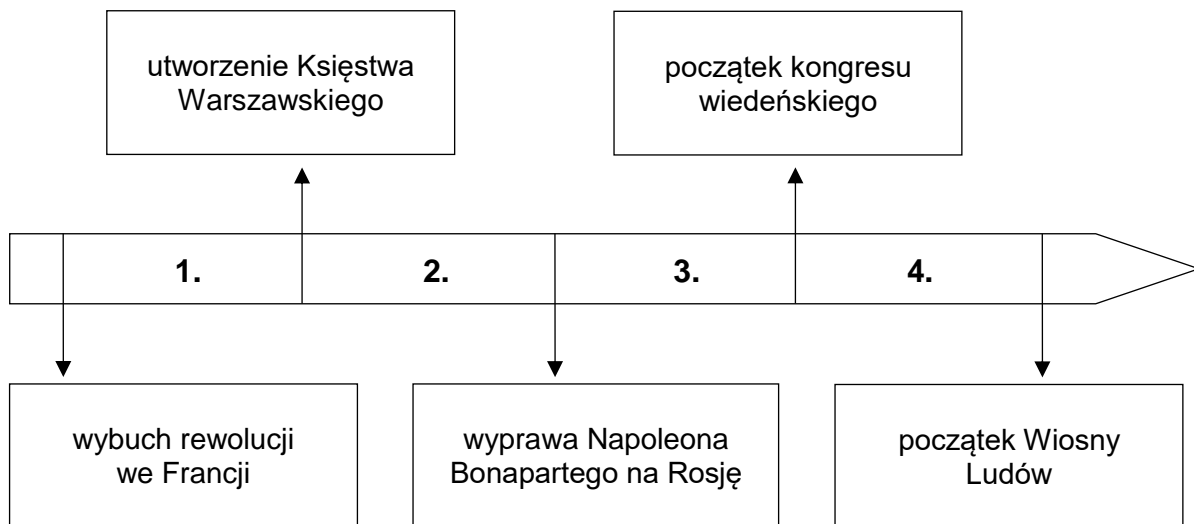 utworzenie Księstwa
Warszawskiego
początek kongresu
wiedeńskiego
1.
2.
3.
4.
wybuch rewolucji
we Francji
wyprawa Napoleona
Bonapartego na Rosję
początek Wiosny
Ludów